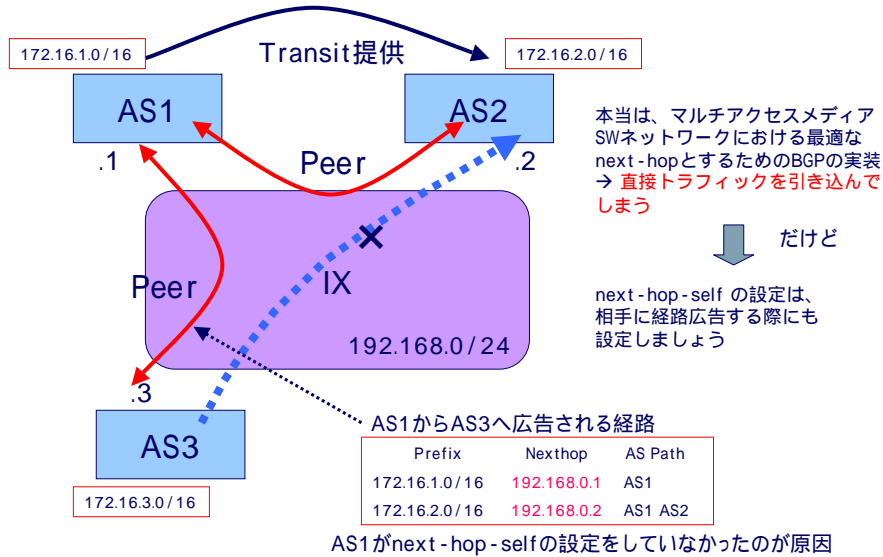 172.16.1.0/16
Transit提供
172.16.2.0/16
AS1
AS2
.1
Peer
.2
本当は、マルチアクセスメディア
SWネットワークにおける最適な
next-hopとするためのBGPの実装
→ 直接トラフィックを引き込んで
しまう
だけど
next-hop-self の設定は、
相手に経路広告する際にも
設定しましょう
Peer
IX
192.168.0/24
.3
AS3
172.16.3.0/16
AS1からAS3へ広告される経路
Prefix Nexthop AS Path
172.16.1.0/16 192.168.0.1 AS1
172.16.2.0/16 192.168.0.2 AS1 AS2
AS1がnext-hop-selfの設定をしていなかったのが原因